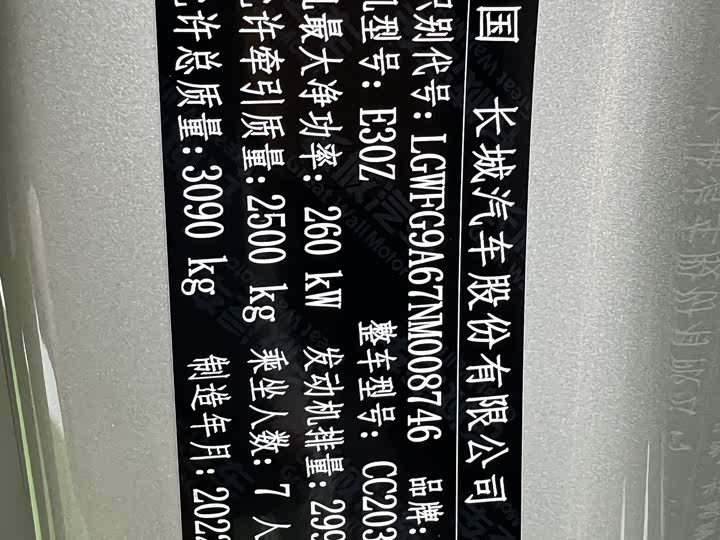 国 长城汽车股份有限公司
识别代号: LGWFG9A67NM008746 品牌:
机型号: E30Z 整车型号: CC203
机最大净功率: 260 kW 发动机排量: 299
允许牵引质量: 2500 kg 乘坐人数: 7 人
允许总质量: 3090 kg 制造年月: 202